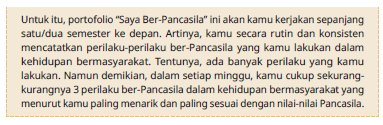 Untuk itu, portofolio “Saya Ber-Pancasila” ini akan kamu kerjakan sepanjang
satu/dua semester ke depan. Artinya, kamu secara rutin dan konsisten
mencatatkan perilaku-perilaku ber-Pancasila yang kamu lakukan dalam
kehidupan bermasyarakat. Tentunya, ada banyak perilaku yang kamu
lakukan. Namun demikian, dalam setiap minggu, kamu cukup sekurang-
kurangnya 3 perilaku ber-Pancasila dalam kehidupan bermasyarakat yang
menurut kamu paling menarik dan paling sesuai dengan nilai-nilai Pancasila.